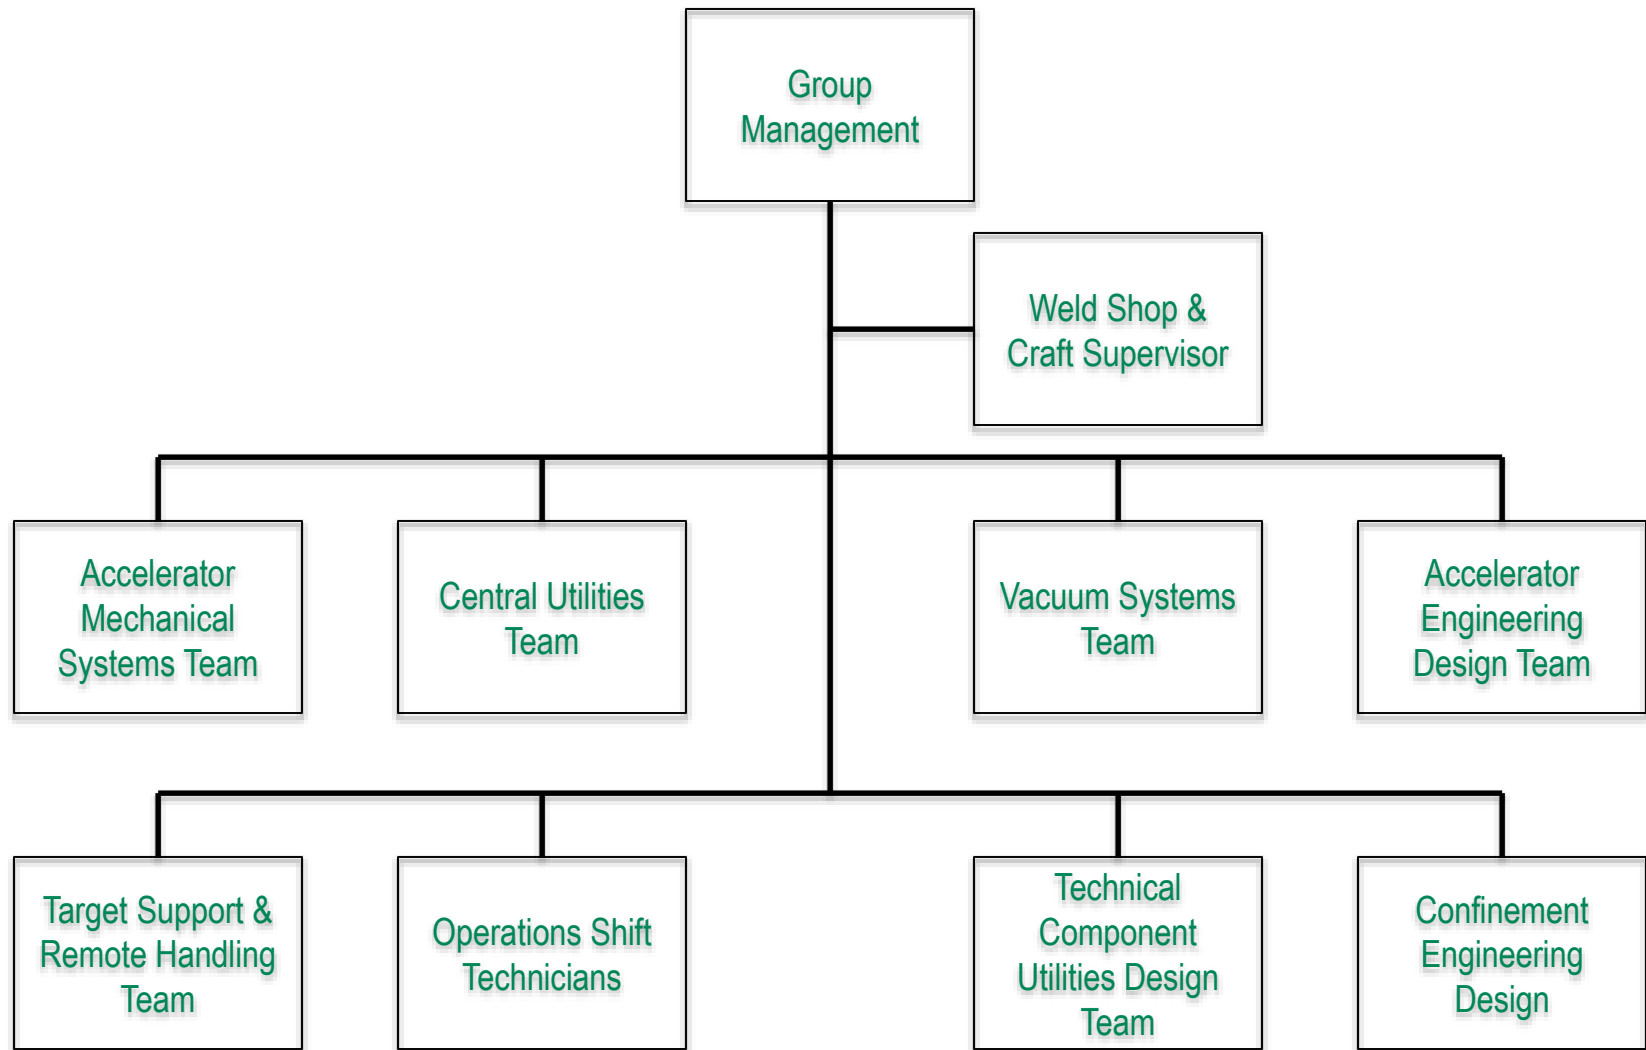 Group
Management
Weld Shop &
Craft Supervisor
Accelerator
Mechanical
Systems Team
Central Utilities
Team
Vacuum Systems
Team
Accelerator
Engineering
Design Team
Target Support &
Remote Handling
Team
Operations Shift
Technicians
Technical
Component
Utilities Design
Team
Confinement
Engineering
Design